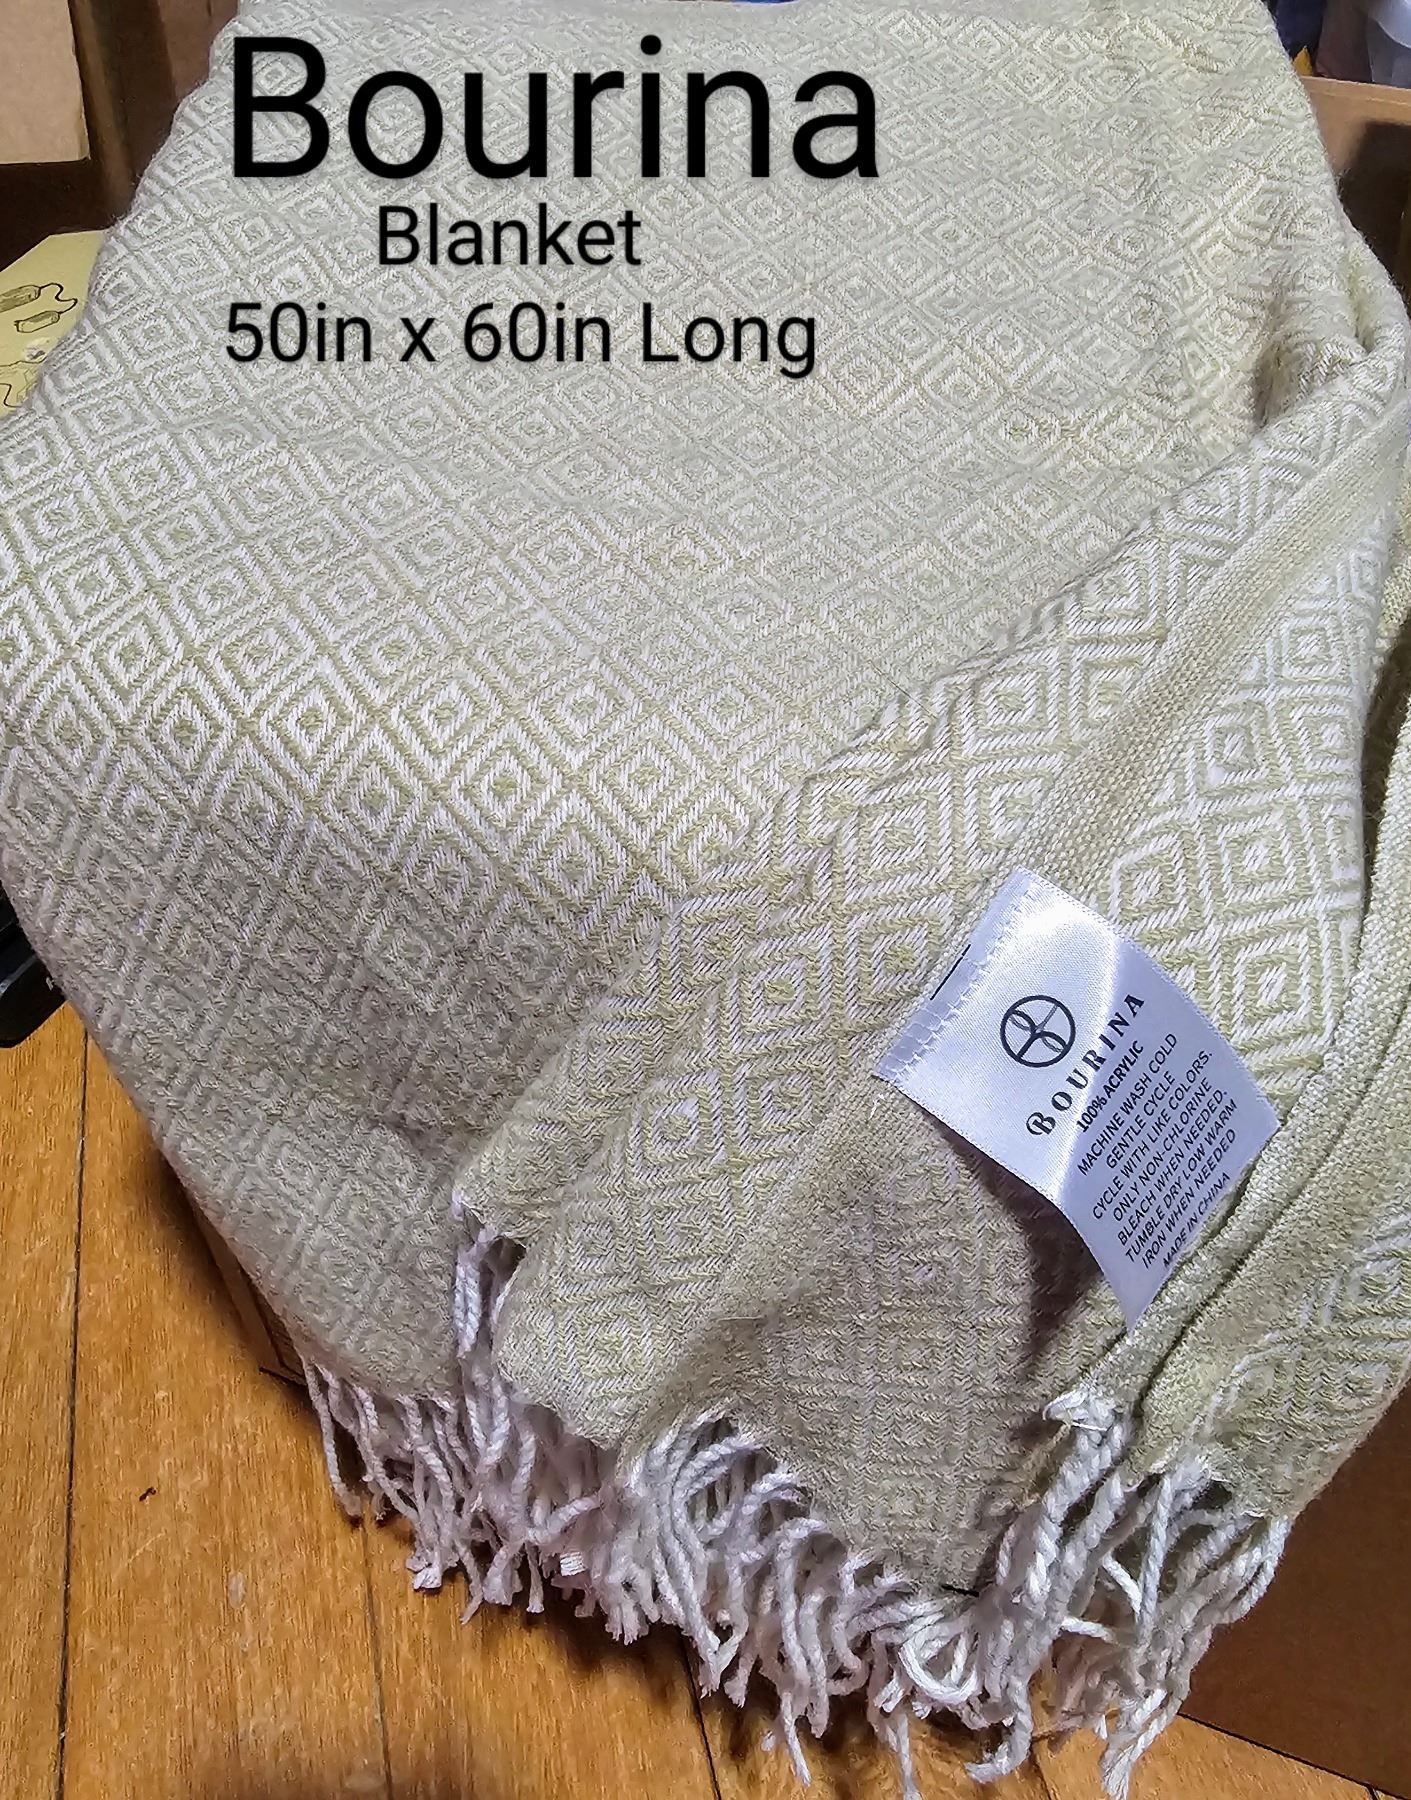 Bourina
Blanket
50in x 60in Long
BOURINA
100% ACRYLIC
MACHINE WASH COLD
GENTLE CYCLE
CYCLE WITH LIKE COLORS.
ONLY NON-CHLORINE
BLEACH WHEN NEEDED.
TUMBLE DRY LOW WARM
IRON WHEN NEEDED
MADE IN CHINA